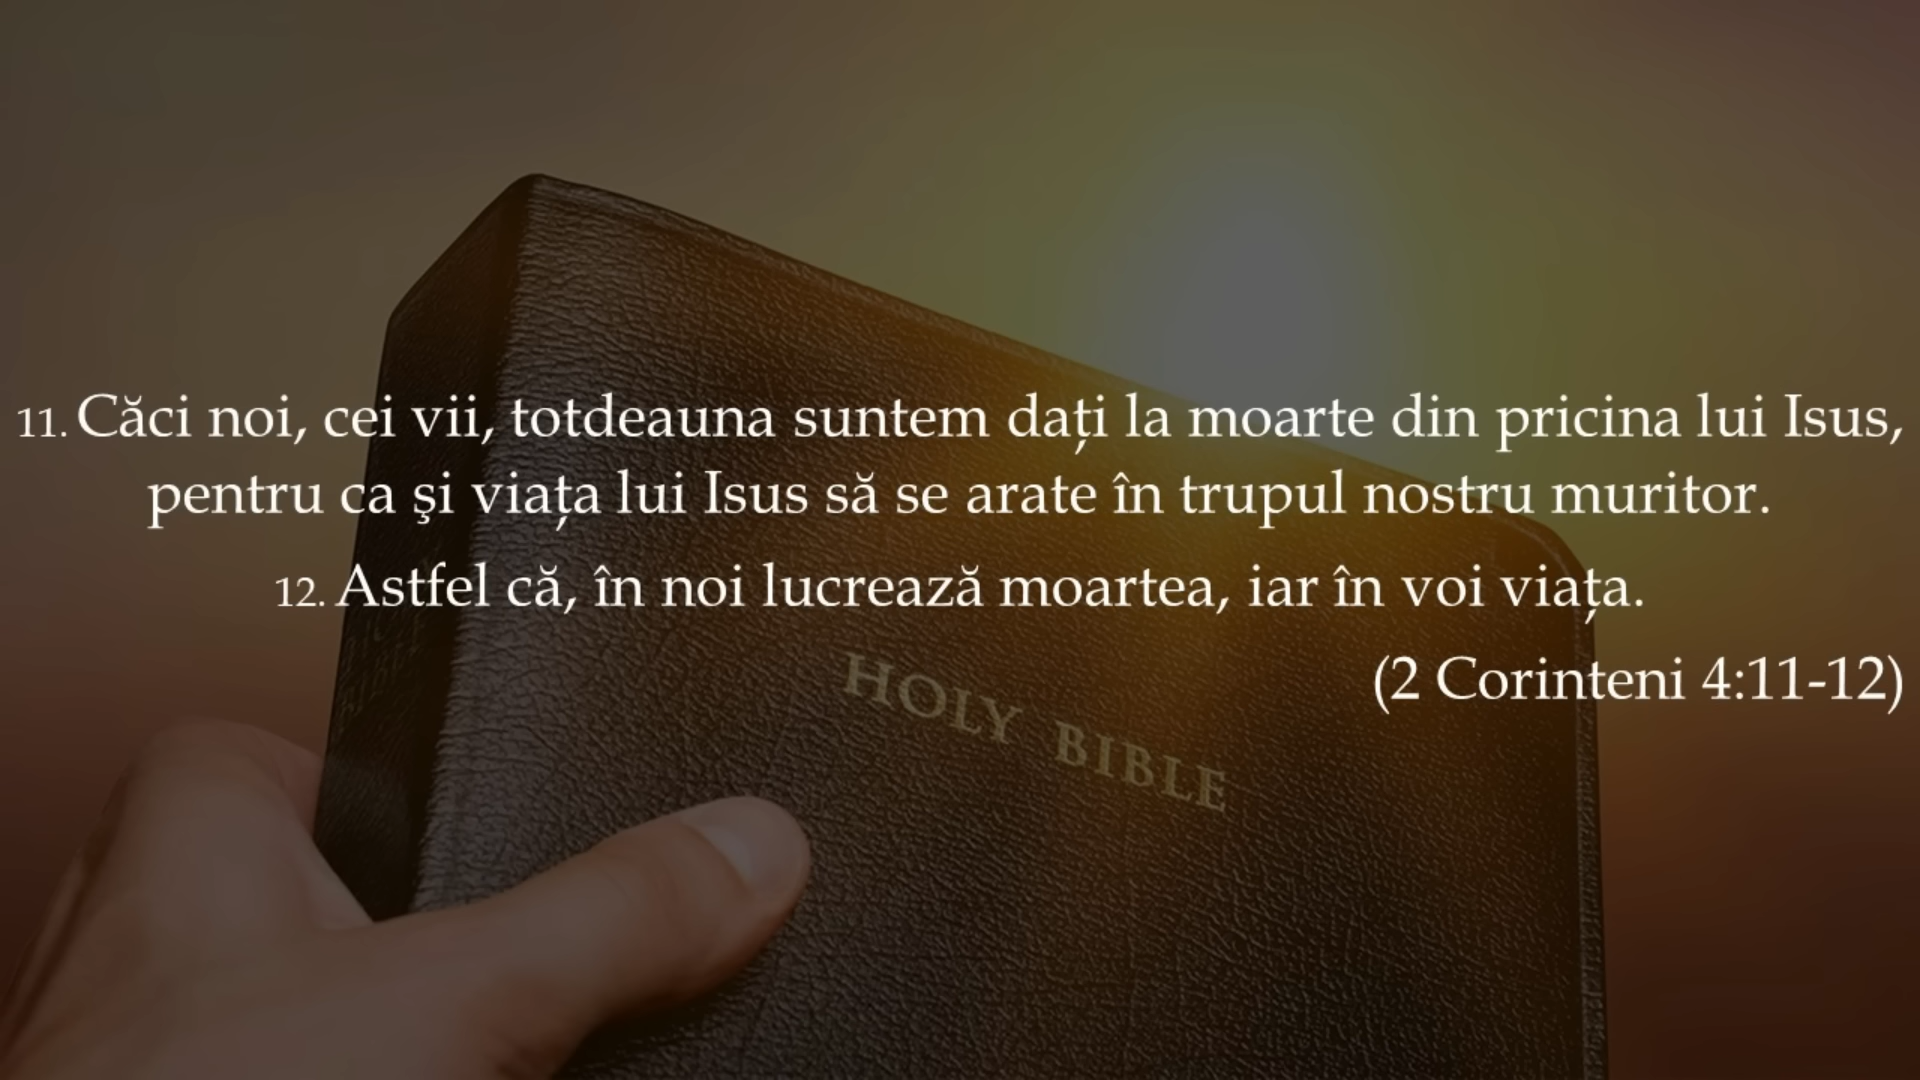 11. Căci noi, cei vii, totdeauna suntem dați la moarte din pricina lui Isus,
pentru ca şi viața lui Isus să se arate în trupul nostru muritor.
12. Astfel că, în noi lucrează moartea, iar în voi viața.
(2 Corinteni 4:11-12)
HOLY BIBLE